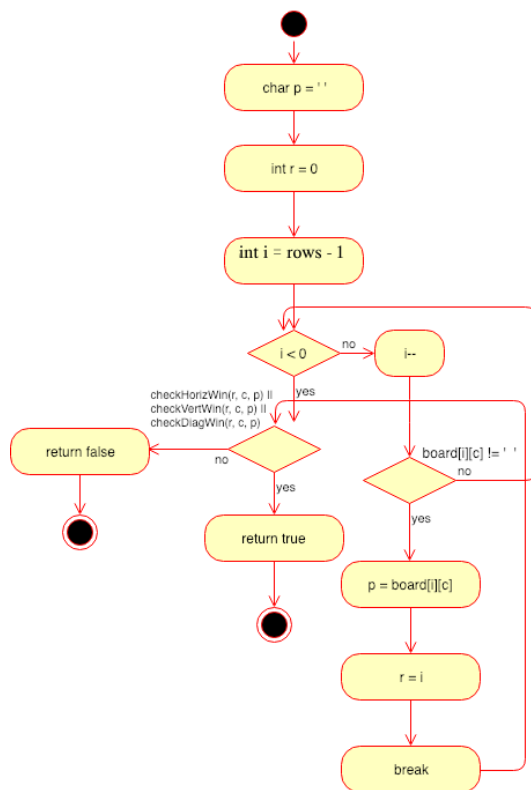 char p = ' '
int r = 0
int i = rows - 1
i < 0
no
i--
yes
checkHorizWin(r, c, p) ||
checkVertWin(r, c, p) ||
checkDiagWin(r, c, p)
return false
no
board[i][c] != ' '
no
yes
yes
return true
p = board[i][c]
r = i
break